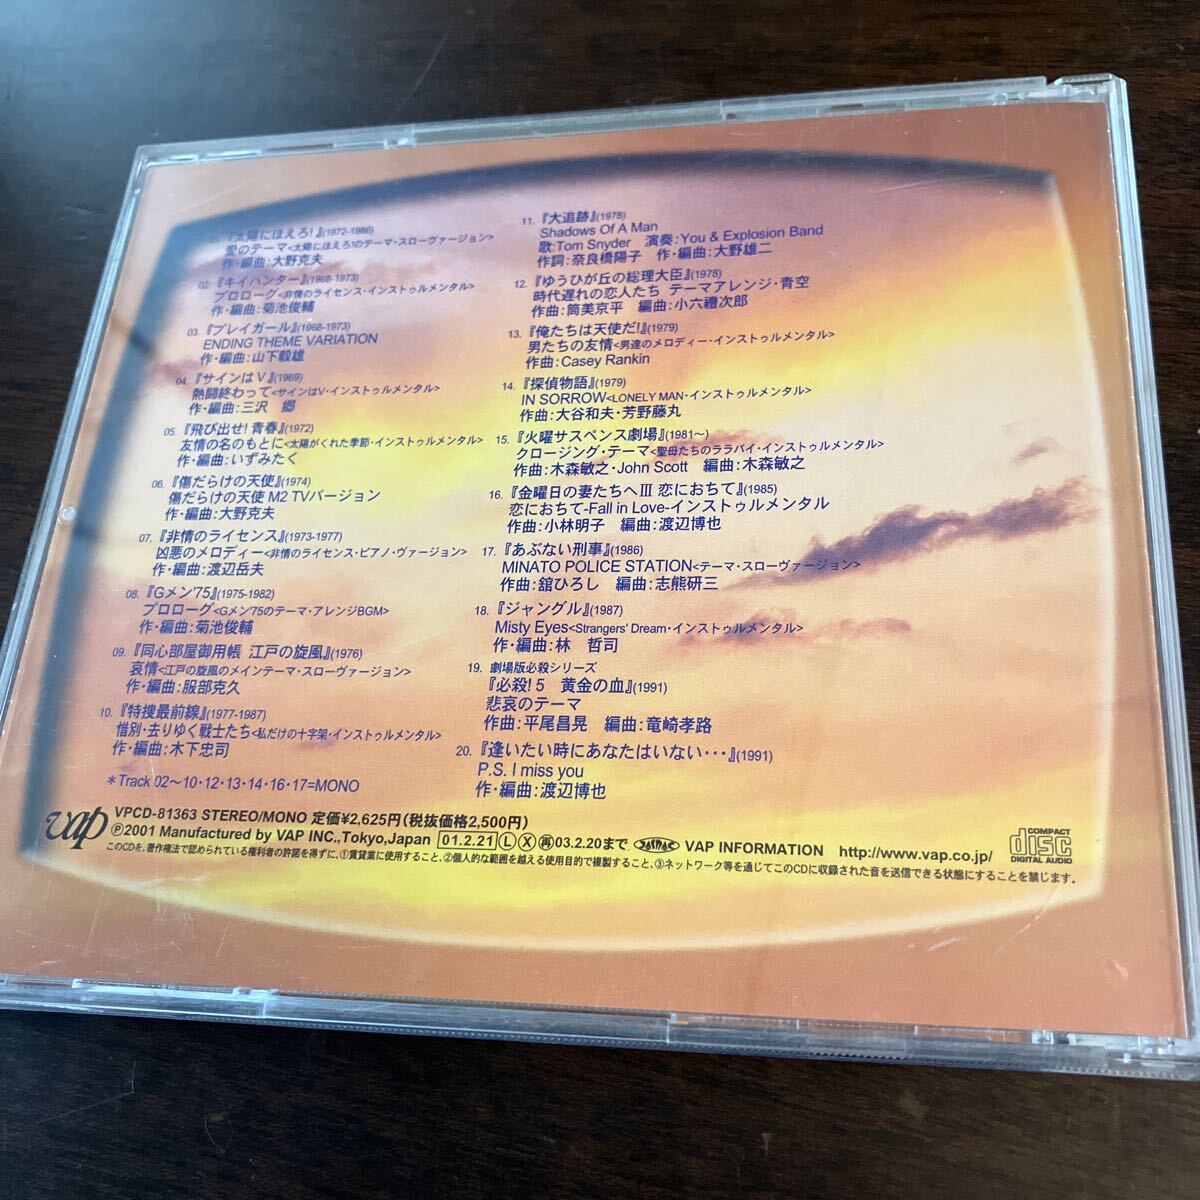 『太陽にほえろ!』(1972-1986)
愛のテーマ<太陽にほえろ!のテーマ・スローヴァージョン>
作・編曲:大野克夫
02. 『キイハンター』(1968-1973)
プロローグ<非情のライセンス・インストゥルメンタル>
作・編曲:菊池俊輔
03. 『プレイガール』(1968-1973)
ENDING THEME VARIATION
作・編曲:山下毅雄
04. 『サインはV』(1969)
熱闘終わって<サインはV・インストゥルメンタル>
作・編曲:三沢 郷
05. 『飛び出せ! 青春』(1972)
友情の名のもとに<太陽がくれた季節・インストゥルメンタル>
作・編曲:いずみたく
06. 『傷だらけの天使』(1974)
傷だらけの天使 M2 TVバージョン
作・編曲:大野克夫
07. 『非情のライセンス』(1973-1977)
凶悪のメロディー<非情のライセンス・ピアノ・ヴァージョン>
作・編曲:渡辺岳夫
08. 『Gメン'75』(1975-1982)
プロローグ<Gメン'75のテーマ・アレンジBGM>
作・編曲:菊池俊輔
09. 『同心部屋御用帳 江戸の旋風』(1976)
哀情<江戸の旋風のメインテーマ・スローヴァージョン>
作・編曲:服部克久
10. 『特捜最前線』(1977-1987)
惜別・去りゆく戦士たち<私だけの十字架・インストゥルメンタル>
作・編曲:木下忠司
*Track 02〜10・12・13・14・16・17=MONO
11. 『大追跡』(1978)
Shadows Of A Man
歌:Tom Snyder 演奏:You & Explosion Band
作詞:奈良橋陽子 作・編曲:大野雄二
12. 『ゆうひが丘の総理大臣』(1978)
時代遅れの恋人たち テーマアレンジ・青空
作曲:筒美京平 編曲:小六禮次郎
13. 『俺たちは天使だ!』(1979)
男たちの友情<男達のメロディー・インストゥルメンタル>
作曲:Casey Rankin
14. 『探偵物語』(1979)
IN SORROW<LONELY MAN・インストゥルメンタル>
作曲:大谷和夫・芳野藤丸
15. 『火曜サスペンス劇場』(1981〜)
クロージング・テーマ<聖母たちのララバイ・インストゥルメンタル>
作曲:木森敏之・John Scott 編曲:木森敏之
16. 『金曜日の妻たちへⅢ 恋におちて』(1985)
恋におちて-Fall in Love-インストゥルメンタル
作曲:小林明子 編曲:渡辺博也
17. 『あぶない刑事』(1986)
MINATO POLICE STATION<テーマ・スローヴァージョン>
作曲:舘ひろし 編曲:志熊研三
18. 『ジャングル』(1987)
Misty Eyes<Strangers' Dream・インストゥルメンタル>
作・編曲:林 哲司
19. 劇場版必殺シリーズ
『必殺! 5 黄金の血』(1991)
悲哀のテーマ
作曲:平尾昌晃 編曲:竜崎孝路
20. 『逢いたい時にあなたはいない・・・』(1991)
P.S. I miss you
作・編曲:渡辺博也
vap VPCD-81363 STEREO/MONO 定価¥2,625円(税抜価格2,500円)
Ⓟ2001 Manufactured by VAP INC.,Tokyo,Japan 01.2.21 Ⓛ Ⓧ 再 03.2.20まで VAP INFORMATION http://www.vap.co.jp/
COMPACT disc DIGITAL AUDIO
このCDを、著作権法で認められている権利者の許諾を得ずに、①賃貸業に使用すること、②個人的な範囲を越える使用目的で複製すること、③ネットワーク等を通じてこのCDに収録された音を送信できる状態にすることを禁じます。